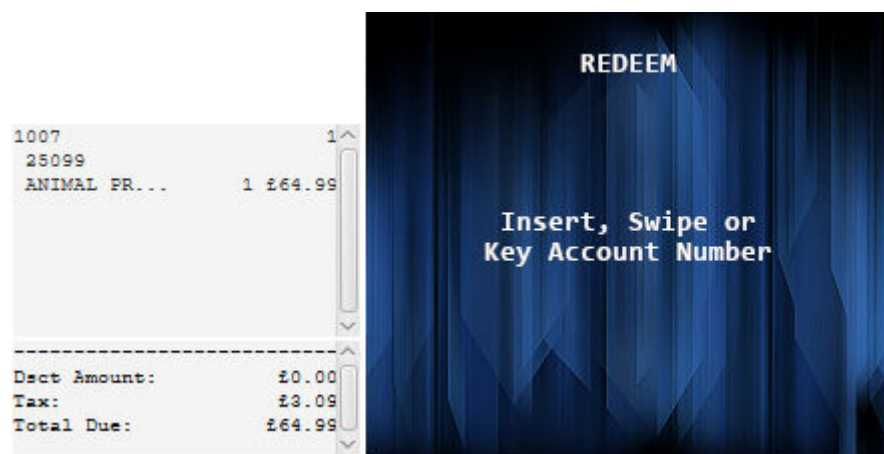 1007 1
25099
ANIMAL PR... 1 £64.99
--------------------------
Dsct Amount: £0.00
Tax: £3.09
Total Due: £64.99
REDEEM
Insert, Swipe or
Key Account Number